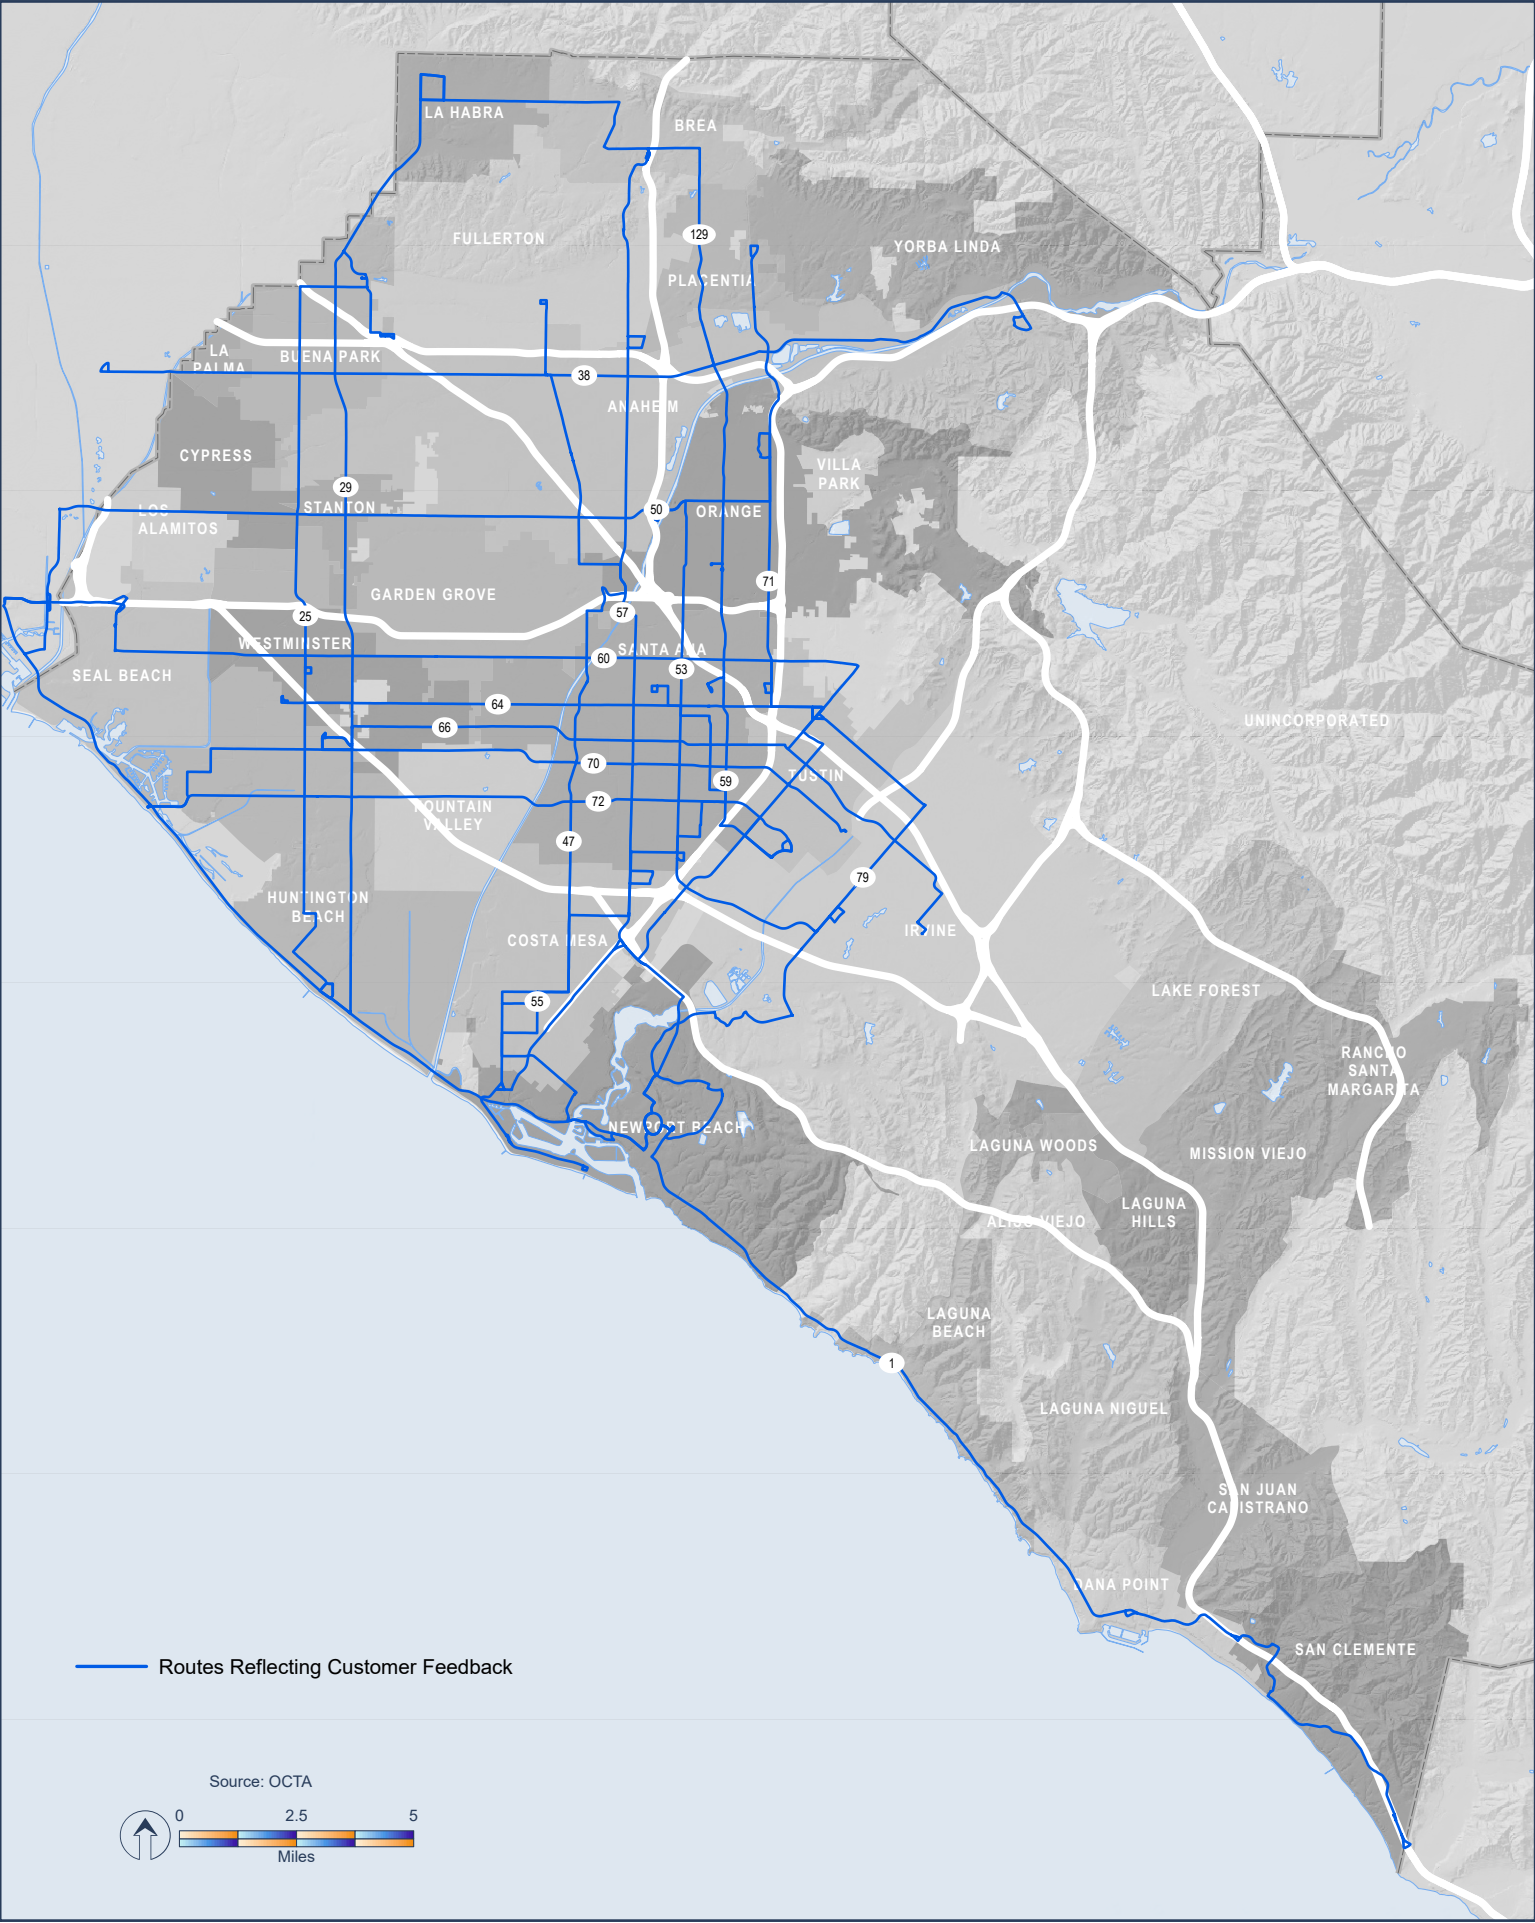 LA HABRA
BREA
129
FULLERTON
YORBA LINDA
PLACENTIA
LA
PALMA
BUENA PARK
38
ANAHEIM
CYPRESS
VILLA
PARK
29
STANTON
50
ORANGE
LOS
ALAMITOS
71
GARDEN GROVE
25
57
WESTMINSTER
60
SANTA ANA
53
SEAL BEACH
64
66
UNINCORPORATED
70
59
TUSTIN
72
FOUNTAIN
VALLEY
47
79
HUNTINGTON
BEACH
COSTA MESA
IRVINE
55
LAKE FOREST
RANCHO
SANTA
MARGARITA
NEWPORT BEACH
LAGUNA WOODS
MISSION VIEJO
LAGUNA
HILLS
ALISO VIEJO
LAGUNA
BEACH
1
LAGUNA NIGUEL
SAN JUAN
CAPISTRANO
DANA POINT
SAN CLEMENTE
Routes Reflecting Customer Feedback
Source: OCTA
0 2.5 5
Miles